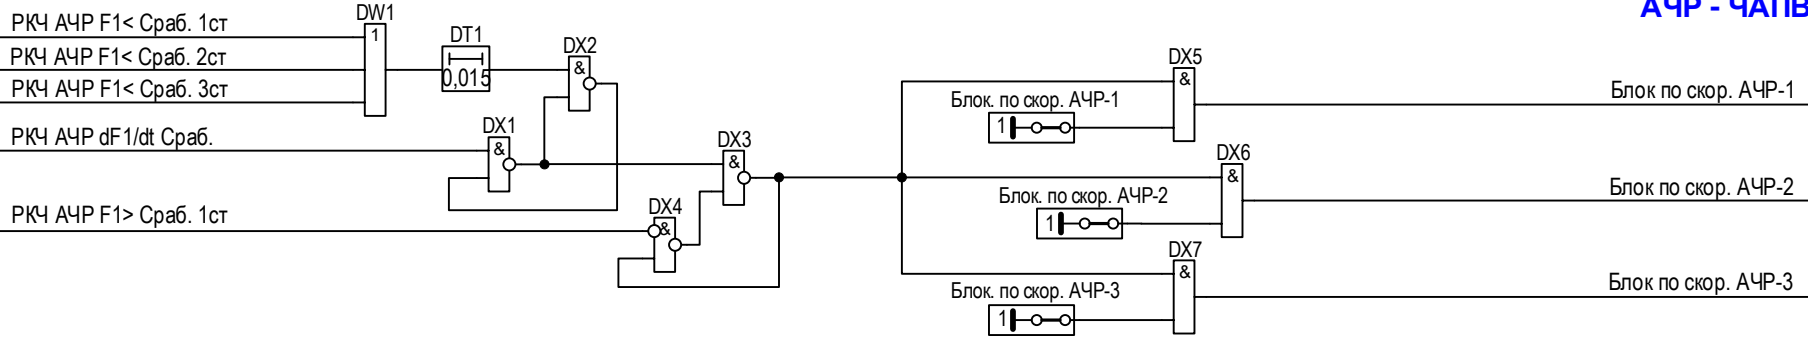 АЧР - ЧАПВ
РКЧ АЧР F1< Сраб. 1ст
РКЧ АЧР F1< Сраб. 2ст
РКЧ АЧР F1< Сраб. 3ст
РКЧ АЧР dF1/dt Сраб.
РКЧ АЧР F1> Сраб. 1ст
DW1
1
DT1
0,015
DX2
&
DX1
&
DX3
&
DX4
&
DX5
&
Блок. по скор. АЧР-1
1
Блок по скор. АЧР-1
DX6
&
Блок. по скор. АЧР-2
1
Блок по скор. АЧР-2
DX7
&
Блок. по скор. АЧР-3
1
Блок по скор. АЧР-3